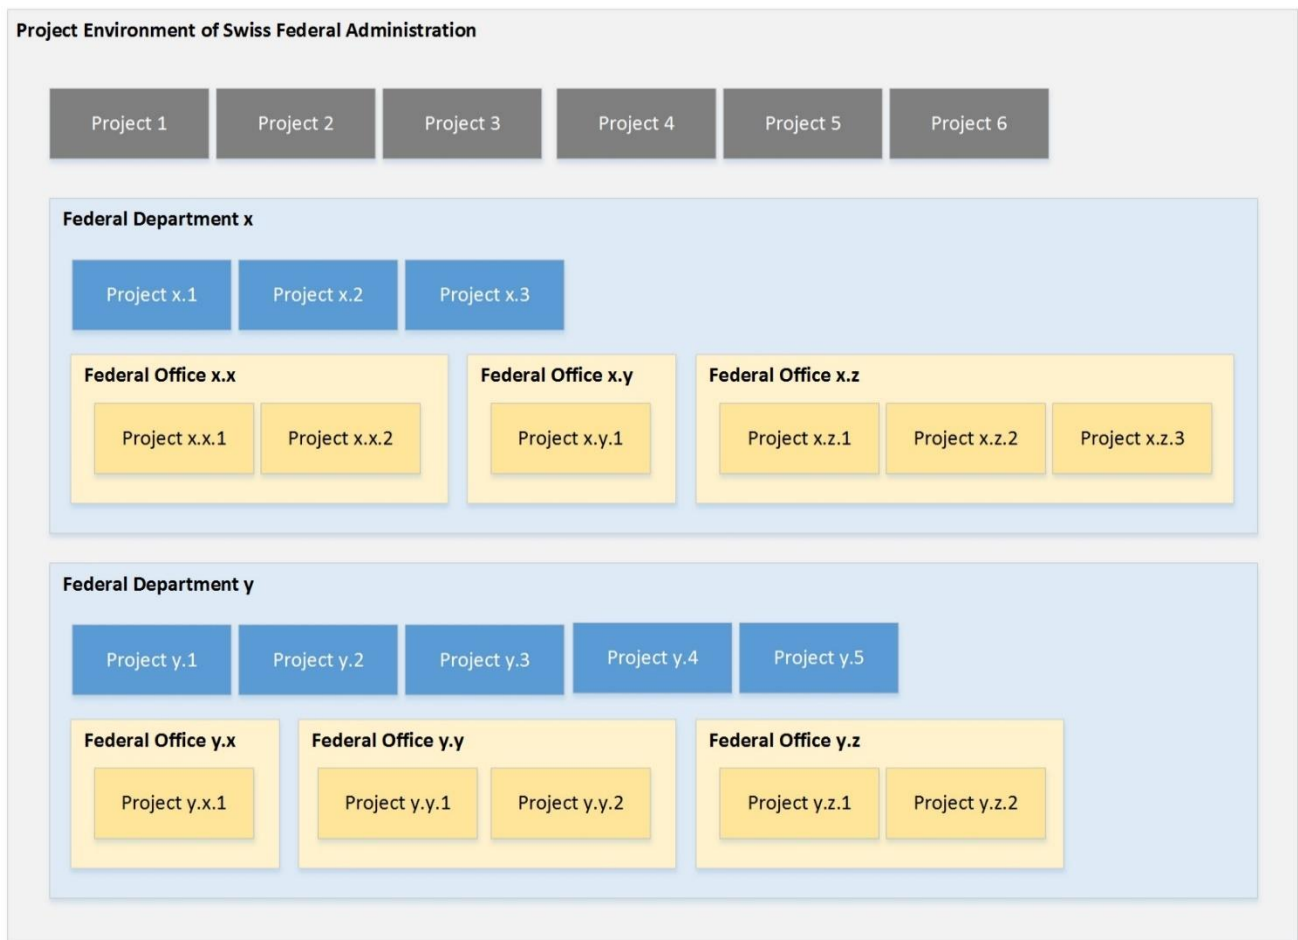 Project Environment of Swiss Federal Administration
Project 1
Project 2
Project 3
Project 4
Project 5
Project 6
Federal Department x
Project x.1
Project x.2
Project x.3
Federal Office x.x
Project x.x.1
Project x.x.2
Federal Office x.y
Project x.y.1
Federal Office x.z
Project x.z.1
Project x.z.2
Project x.z.3
Federal Department y
Project y.1
Project y.2
Project y.3
Project y.4
Project y.5
Federal Office y.x
Project y.x.1
Federal Office y.y
Project y.y.1
Project y.y.2
Federal Office y.z
Project y.z.1
Project y.z.2